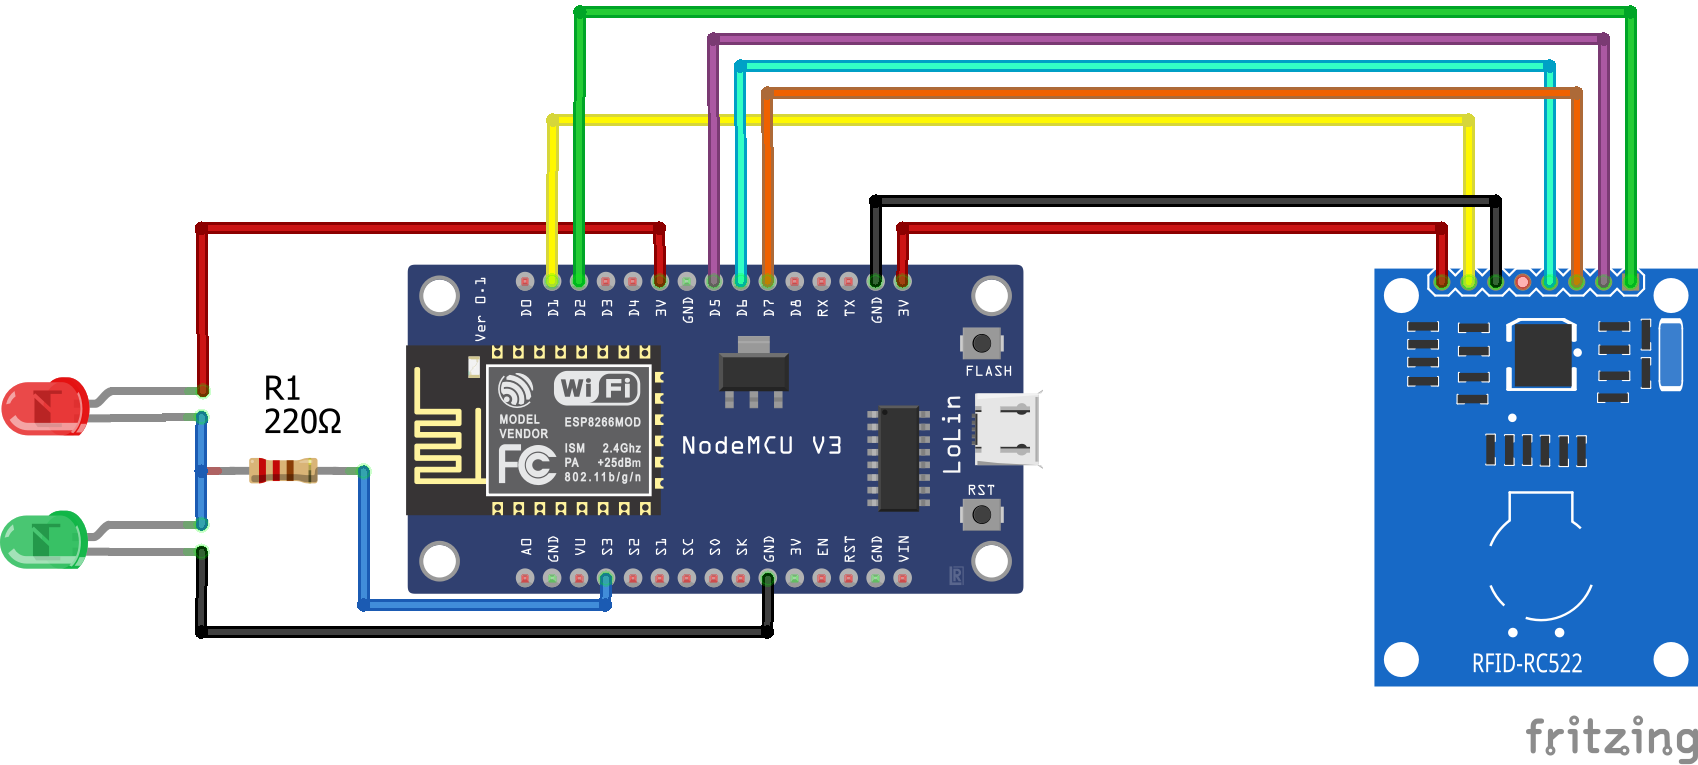 Ver 0.1
D0
D1
D2
D3
D4
3V
GND
D5
D6
D7
D8
RX
TX
GND
3V
FLASH
R1
220Ω
MODEL
VENDOR
FC
WiFi
ESP8266MOD
ISM 2.4Ghz
PA +25dBm
802.11b/g/n
NodeMCU V3
LoLin
RST
A0
GND
VU
S3
S2
S1
SC
S0
SK
GND
3V
EN
RST
GND
VIN
R
RFID-RC522
fritzing